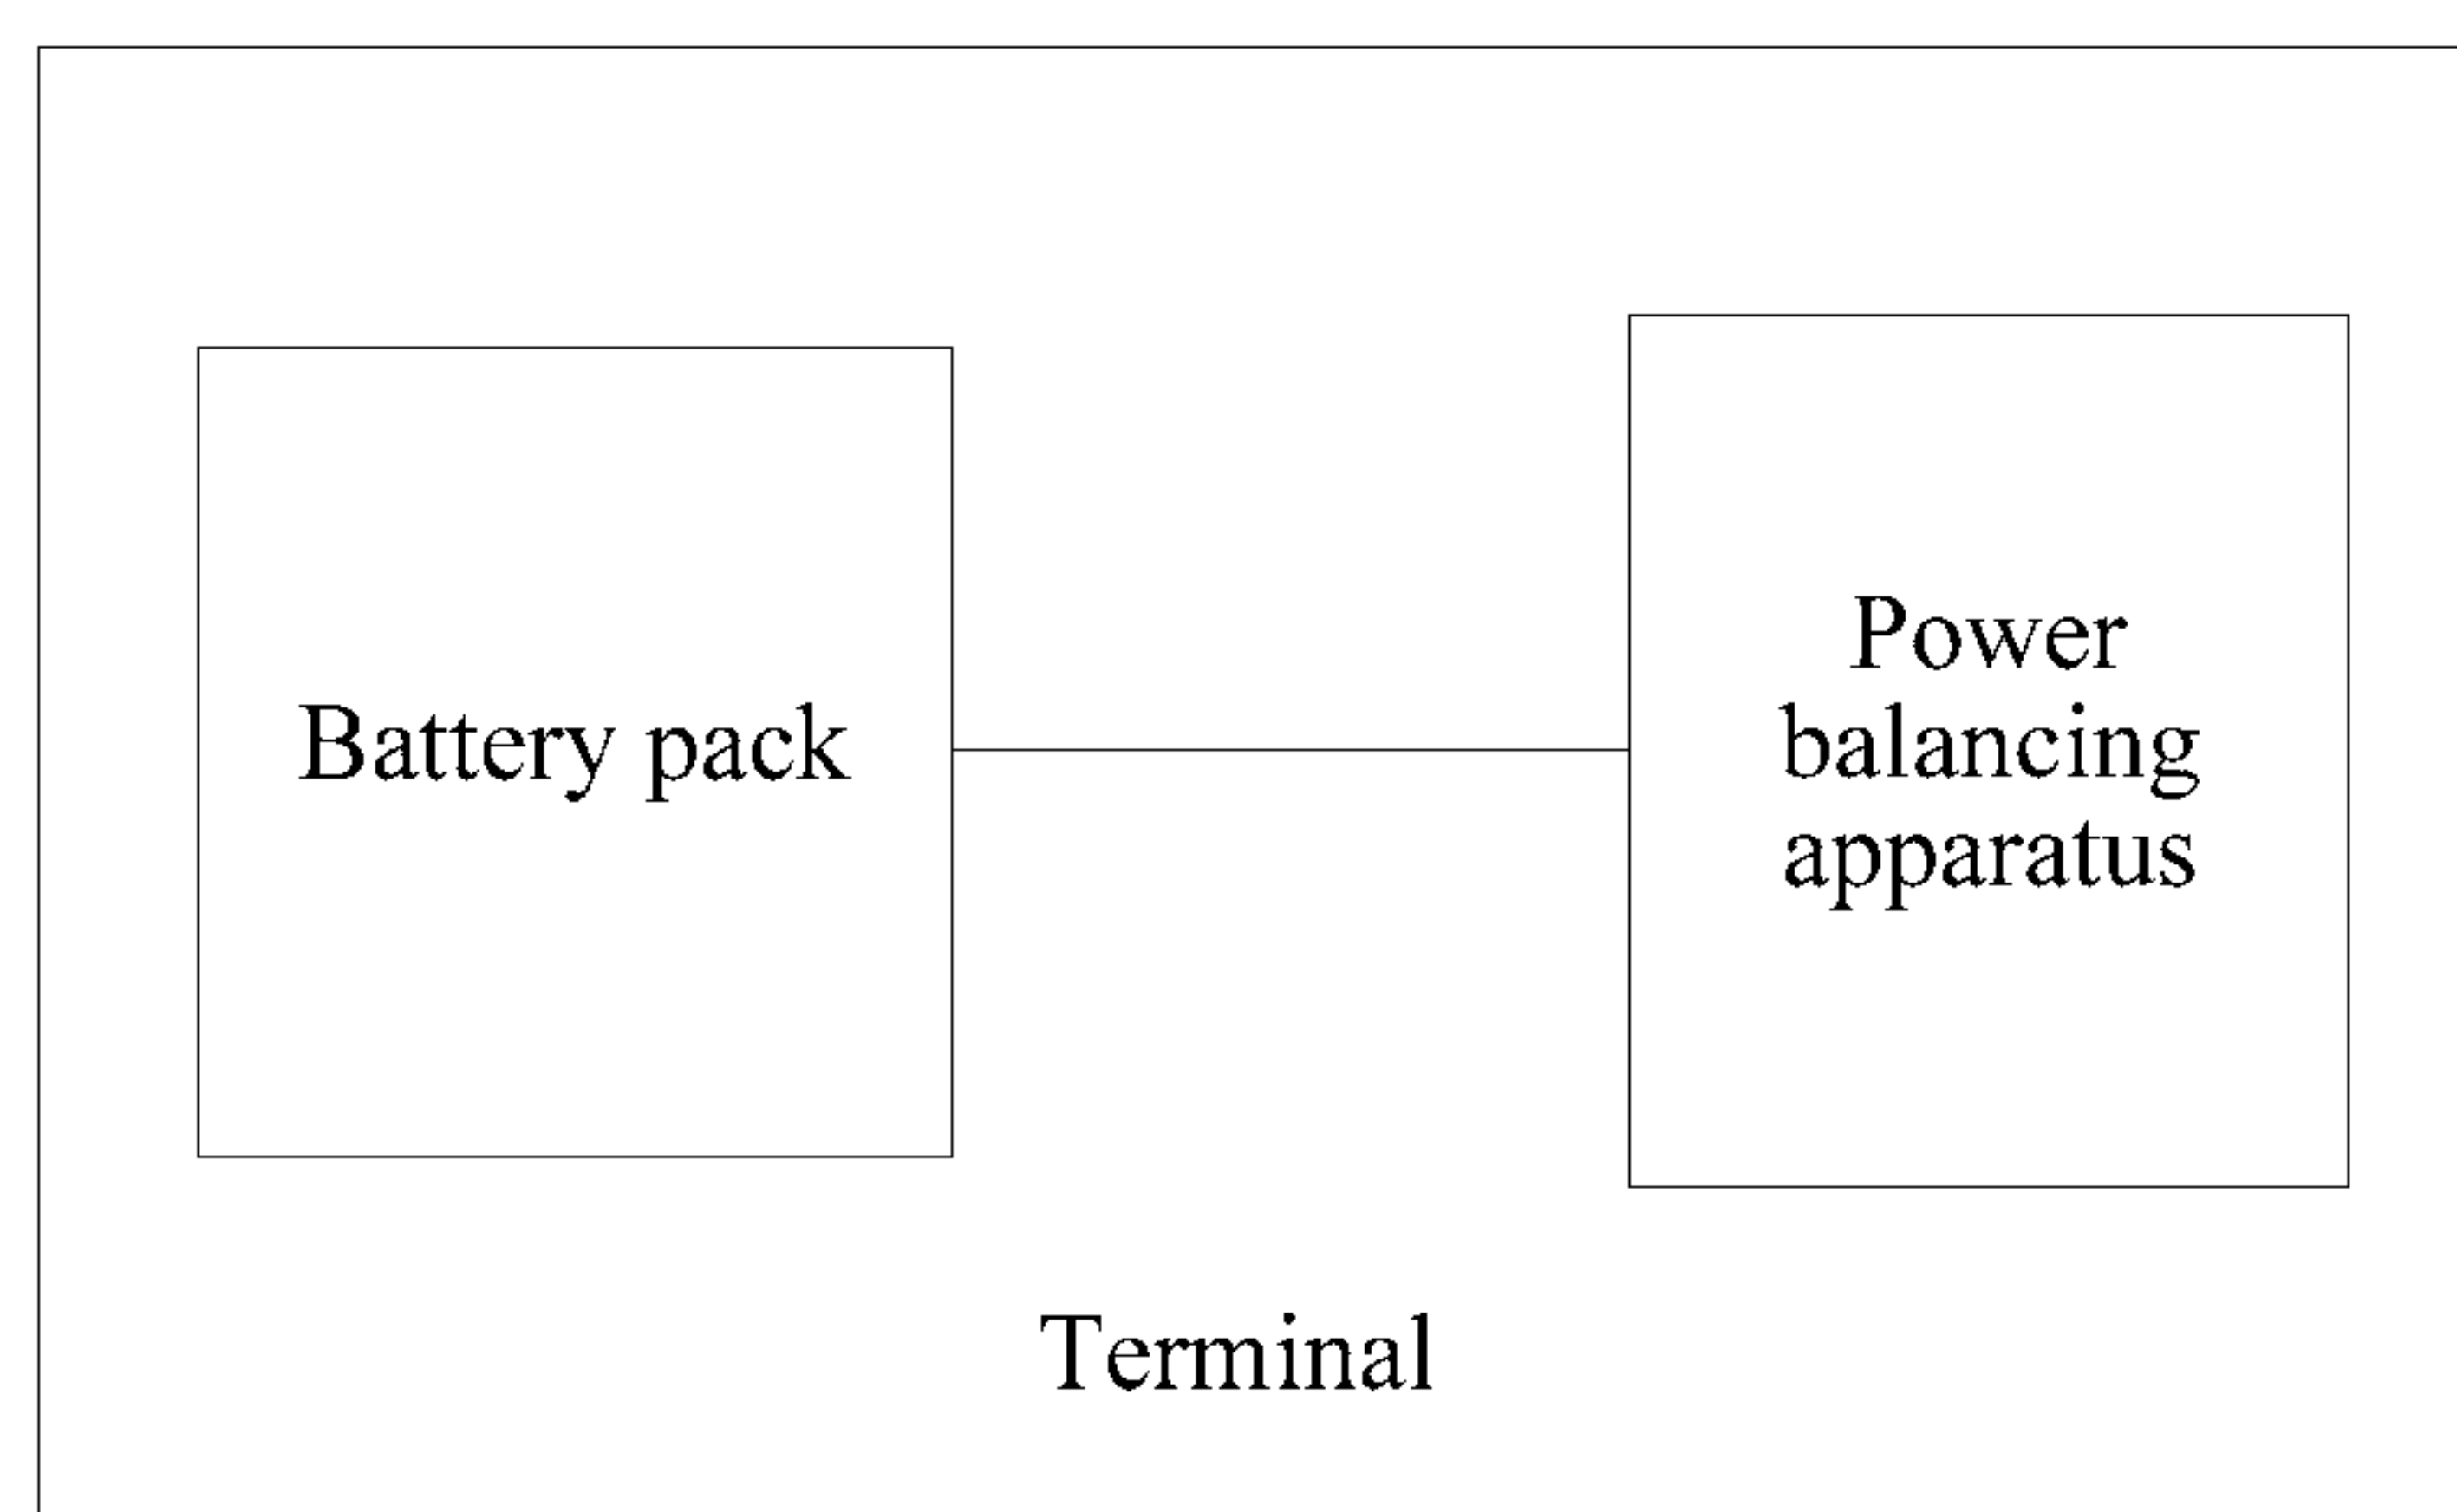 Battery pack
Power
balancing
apparatus
Terminal